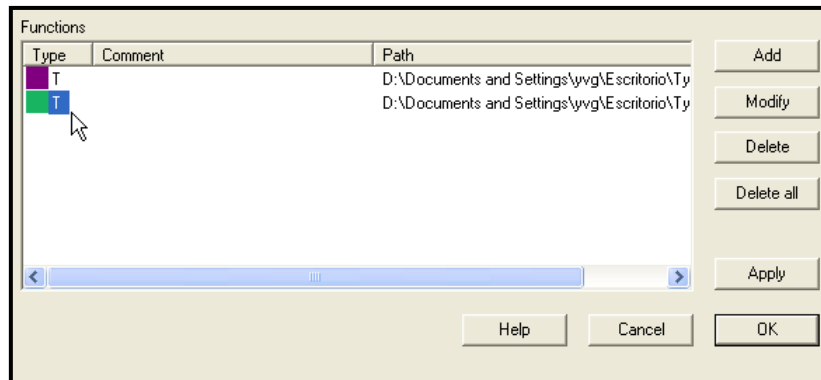 Functions
Type Comment Path Add
T D:\Documents and Settings\yvg\Escritorio\Ty
T D:\Documents and Settings\yvg\Escritorio\Ty Modify
Delete
Delete all
Apply
Help Cancel OK